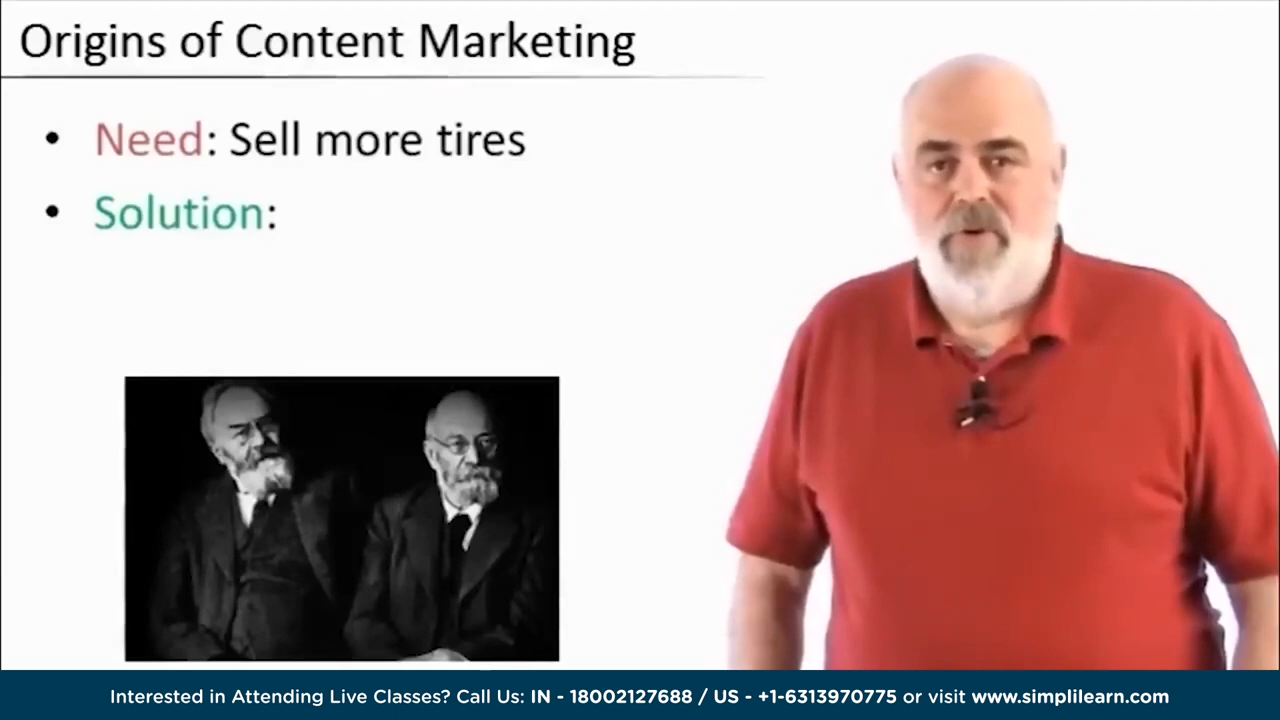 Origins of Content Marketing
• Need: Sell more tires
• Solution:
Interested in Attending Live Classes? Call Us: IN - 18002127688 / US - +1-6313970775 or visit www.simplilearn.com